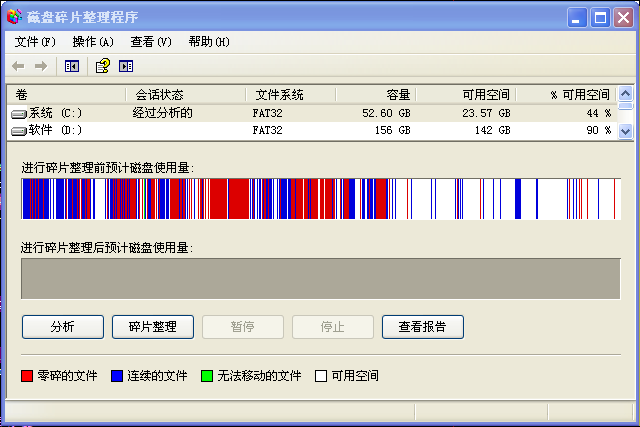 磁盘碎片整理程序
文件(F) 操作(A) 查看(V) 帮助(H)
卷 会话状态 文件系统 容量 可用空间 % 可用空间
系统 (C:) 经过分析的 FAT32 52.60 GB 23.57 GB 44 %
软件 (D:) FAT32 156 GB 142 GB 90 %
进行碎片整理前预计磁盘使用量:
进行碎片整理后预计磁盘使用量:
分析 碎片整理 暂停 停止 查看报告
零碎的文件 连续的文件 无法移动的文件 可用空间